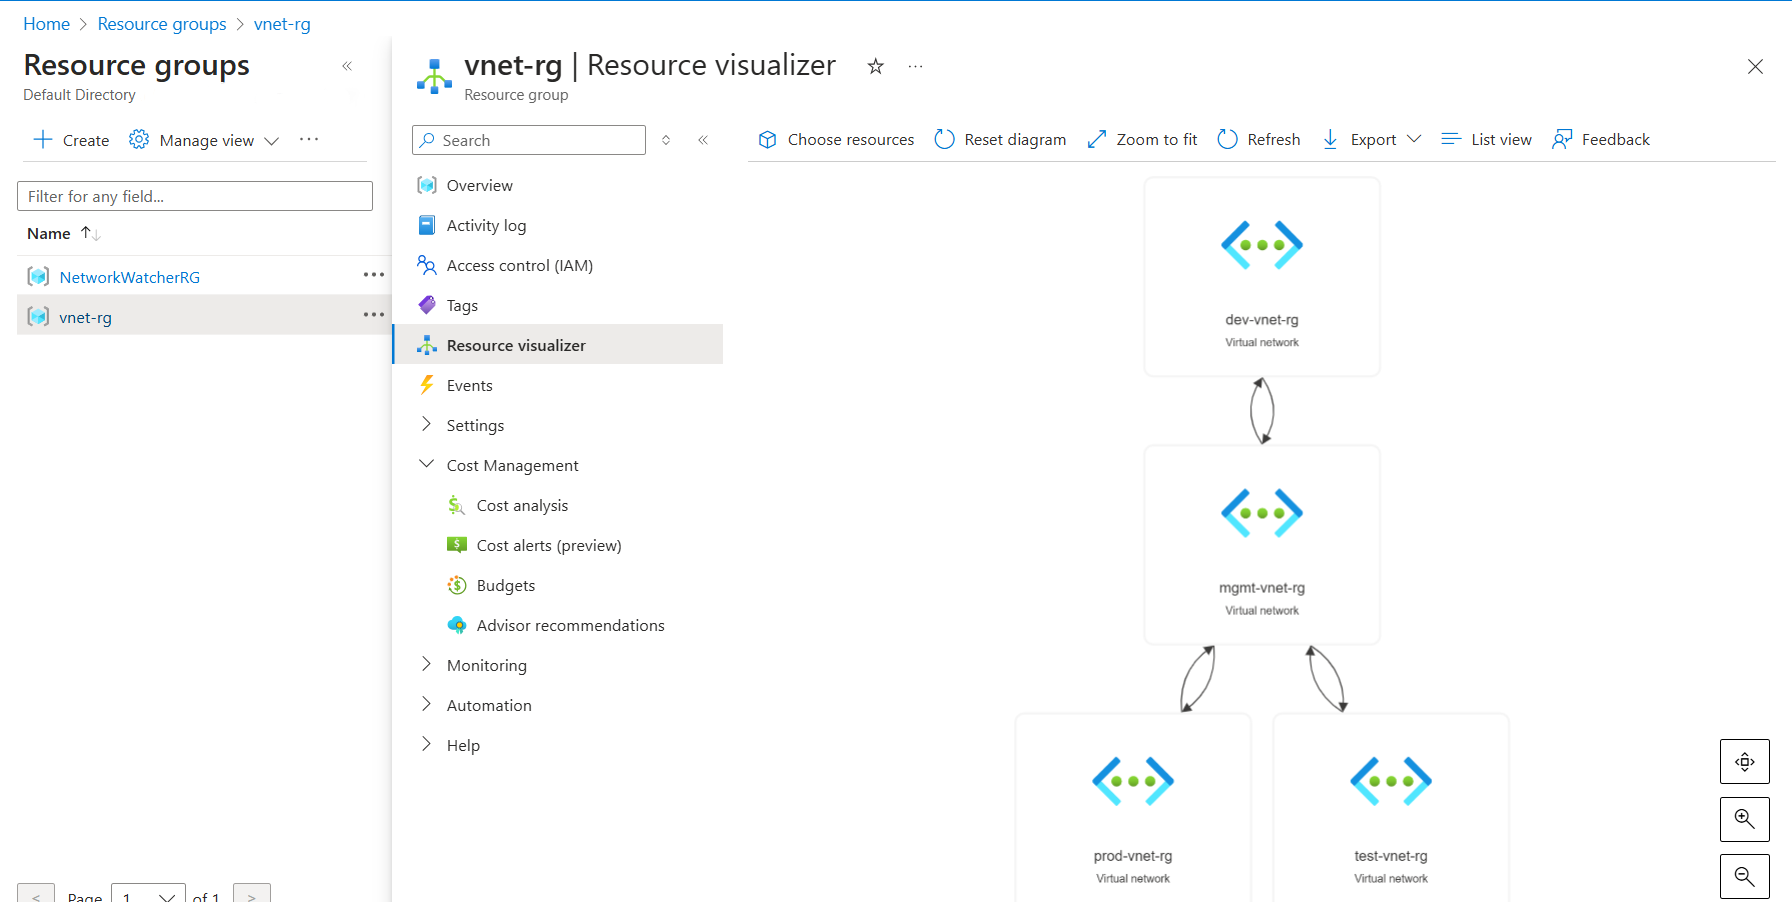 Home > Resource groups > vnet-rg
Resource groups «
Default Directory
Create Manage view ···
Filter for any field...
Name ↑↓
NetworkWatcherRG ···
vnet-rg ···
< Page 1 of 1 >
vnet-rg | Resource visualizer ···
Resource group
Search «
Overview
Activity log
Access control (IAM)
Tags
Resource visualizer
Events
Settings
Cost Management
Cost analysis
Cost alerts (preview)
Budgets
Advisor recommendations
Monitoring
Automation
Help
Choose resources Reset diagram Zoom to fit Refresh Export List view Feedback
dev-vnet-rg
Virtual network
mgmt-vnet-rg
Virtual network
prod-vnet-rg
Virtual network
test-vnet-rg
Virtual network